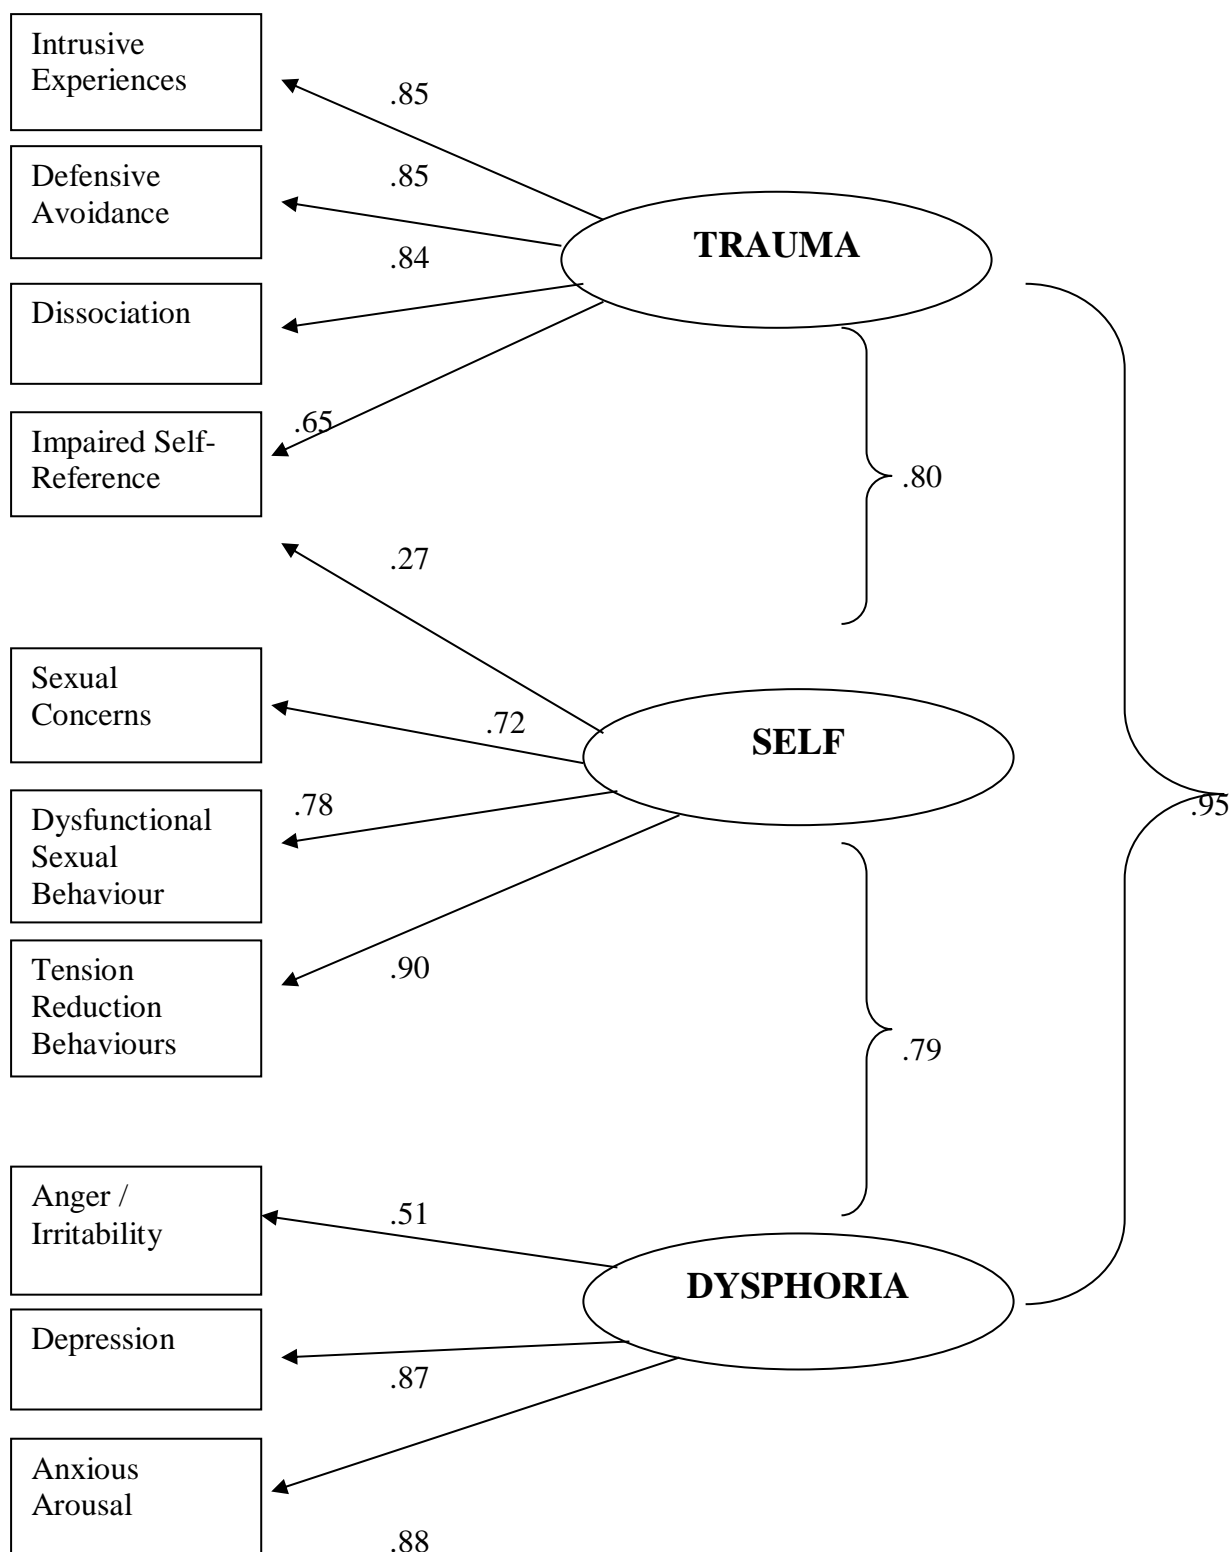 Intrusive
Experiences
.85
Defensive
Avoidance
.85
TRAUMA
.84
Dissociation
.65
Impaired Self-
Reference
.80
.27
Sexual
Concerns
.72
SELF
.78
Dysfunctional
Sexual
Behaviour
.95
Tension
Reduction
Behaviours
.90
.79
Anger /
Irritability
.51
DYSPHORIA
Depression
.87
Anxious
Arousal
.88